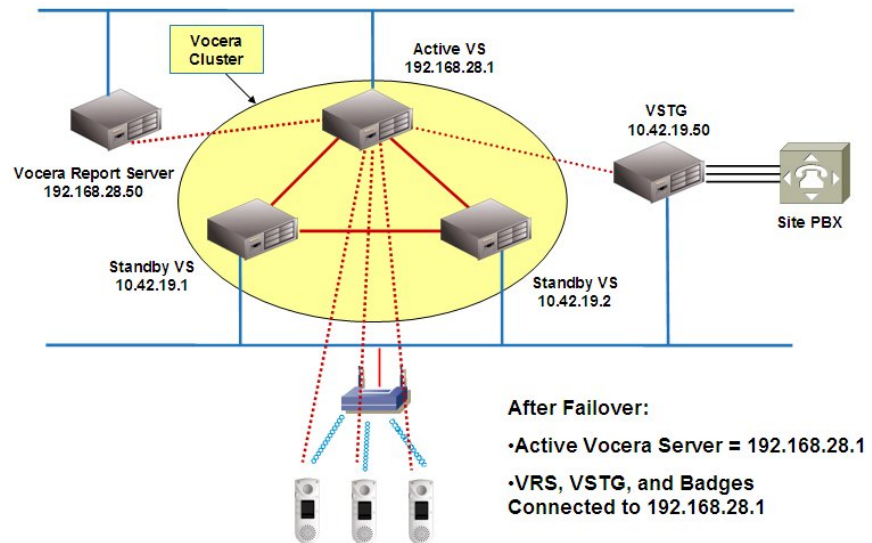 Vocera
Cluster
Active VS
192.168.28.1
VSTG
10.42.19.50
Vocera Report Server
192.168.28.50
Site PBX
Standby VS
10.42.19.1
Standby VS
10.42.19.2
After Failover:
•Active Vocera Server = 192.168.28.1
•VRS, VSTG, and Badges
Connected to 192.168.28.1